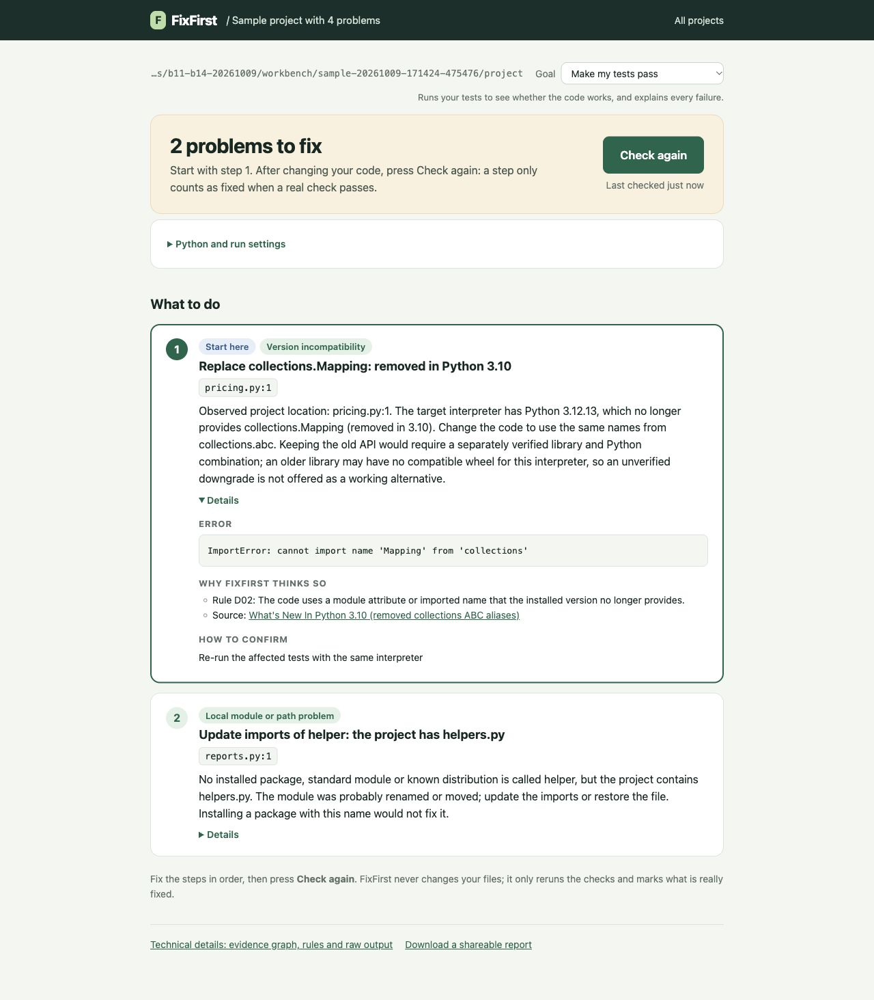 F FixFirst / Sample project with 4 problems
All projects
…s/b11-b14-20261009/workbench/sample-20261009-171424-475476/project
Goal
Make my tests pass
Runs your tests to see whether the code works, and explains every failure.
2 problems to fix
Start with step 1. After changing your code, press Check again: a step only
counts as fixed when a real check passes.
Check again
Last checked just now
Python and run settings
What to do
1
Start here
Version incompatibility
Replace collections.Mapping: removed in Python 3.10
pricing.py:1
Observed project location: pricing.py:1. The target interpreter has Python 3.12.13, which no longer
provides collections.Mapping (removed in 3.10). Change the code to use the same names from
collections.abc. Keeping the old API would require a separately verified library and Python
combination; an older library may have no compatible wheel for this interpreter, so an unverified
downgrade is not offered as a working alternative.
Details
ERROR
ImportError: cannot import name 'Mapping' from 'collections'
WHY FIXFIRST THINKS SO
Rule D02: The code uses a module attribute or imported name that the installed version no longer provides.
Source: What's New In Python 3.10 (removed collections ABC aliases)
HOW TO CONFIRM
Re-run the affected tests with the same interpreter
2
Local module or path problem
Update imports of helper: the project has helpers.py
reports.py:1
No installed package, standard module or known distribution is called helper, but the project contains
helpers.py. The module was probably renamed or moved; update the imports or restore the file.
Installing a package with this name would not fix it.
Details
Fix the steps in order, then press Check again. FixFirst never changes your files; it only reruns the checks and marks what is really
fixed.
Technical details: evidence graph, rules and raw output
Download a shareable report